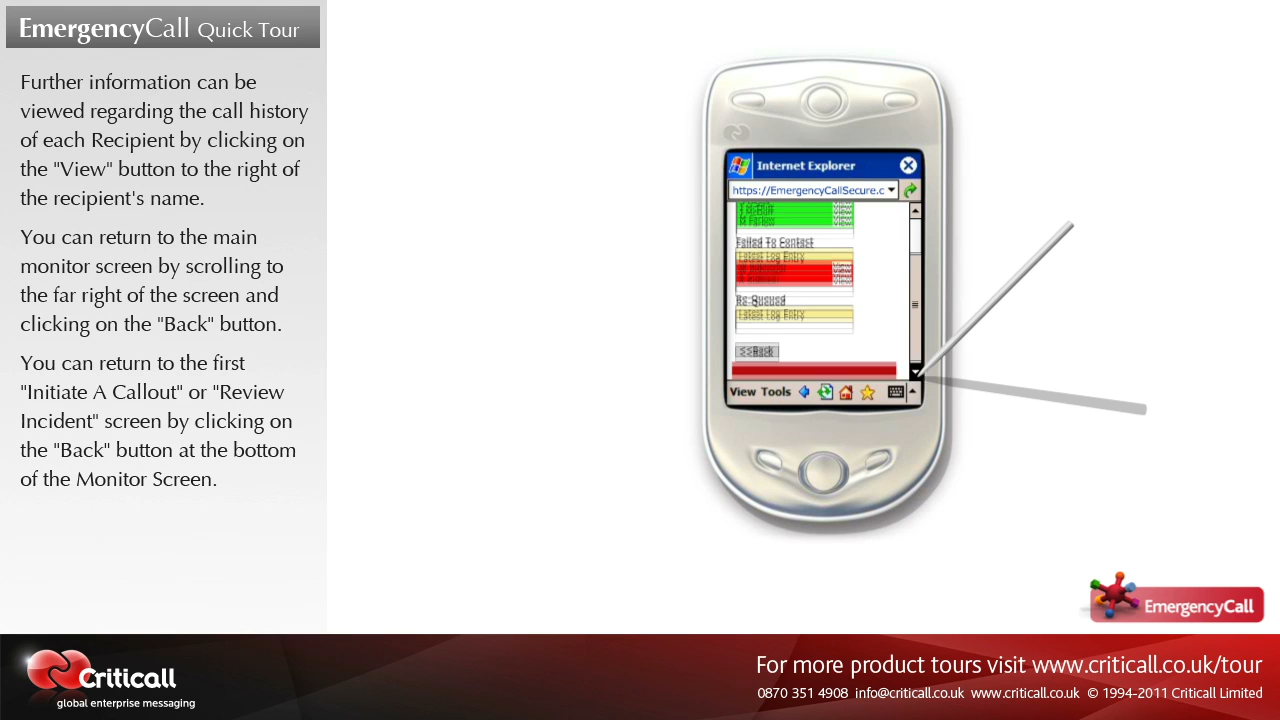 EmergencyCall Quick Tour
Further information can be
viewed regarding the call history
of each Recipient by clicking on
the "View" button to the right of
the recipient's name.
You can return to the main
monitor screen by scrolling to
the far right of the screen and
clicking on the "Back" button.
You can return to the first
"Initiate A Callout" or "Review
Incident" screen by clicking on
the "Back" button at the bottom
of the Monitor Screen.
Internet Explorer
https://EmergencyCallSecure.c
View
View
Failed To Contact
Latest Log Entry
View
View
Re-Queued
Latest Log Entry
<<Back
View Tools
EmergencyCall
Criticall
global enterprise messaging
For more product tours visit www.criticall.co.uk/tour
0870 351 4908 info@criticall.co.uk www.criticall.co.uk © 1994-2011 Criticall Limited